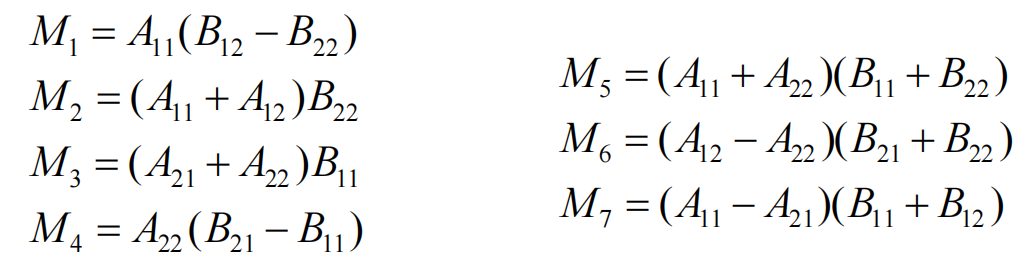 M₁ = A₁₁(B₁₂ − B₂₂)
M₂ = (A₁₁ + A₁₂)B₂₂
M₃ = (A₂₁ + A₂₂)B₁₁
M₄ = A₂₂(B₂₁ − B₁₁)
M₅ = (A₁₁ + A₂₂)(B₁₁ + B₂₂)
M₆ = (A₁₂ − A₂₂)(B₂₁ + B₂₂)
M₇ = (A₁₁ − A₂₁)(B₁₁ + B₁₂)